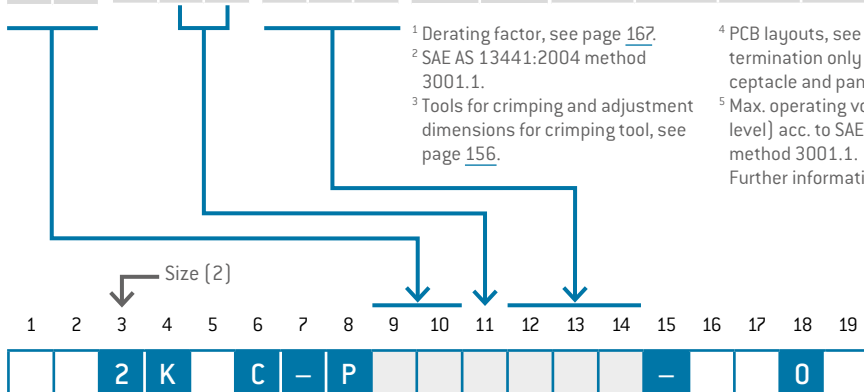 ¹ Derating factor, see page 167.
² SAE AS 13441:2004 method
3001.1.
³ Tools for crimping and adjustment
dimensions for crimping tool, see
page 156.
⁴ PCB layouts, see
termination only
ceptacle and pan
⁵ Max. operating vo
level) acc. to SAE
method 3001.1.
Further informati
Size (2)
1 2 3 4 5 6 7 8 9 10 11 12 13 14 15 16 17 18 19
2 K C – P – 0